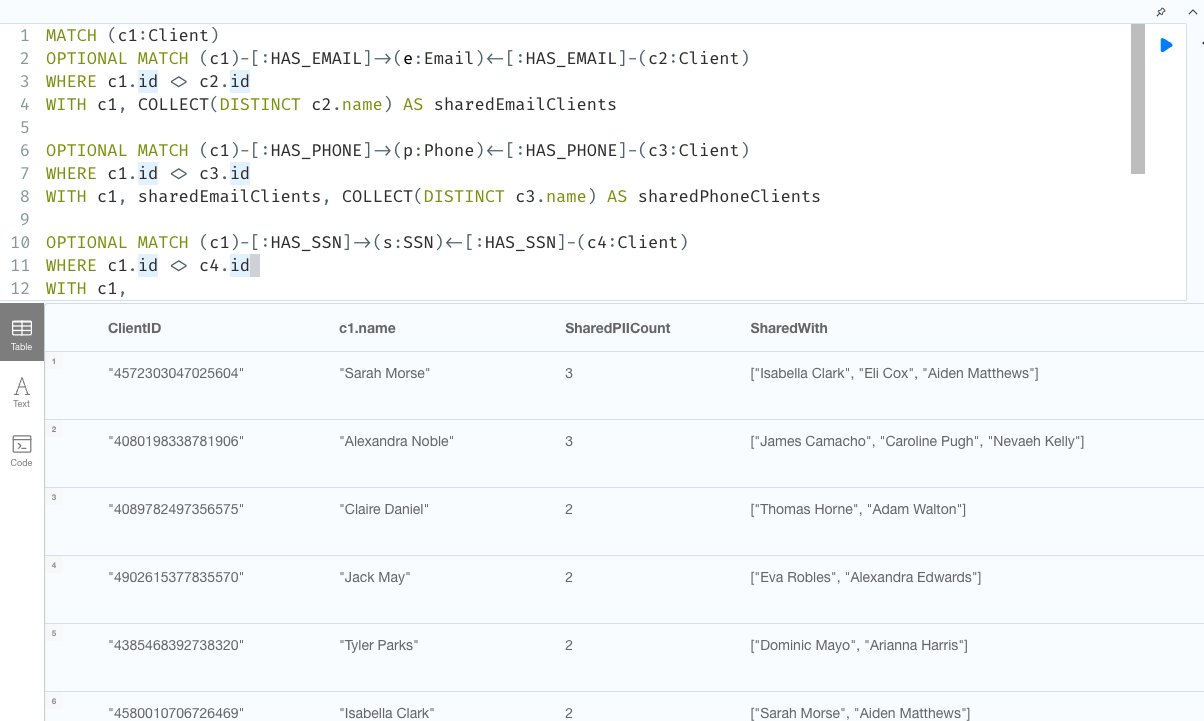 1 MATCH (c1:Client)
2 OPTIONAL MATCH (c1)-[:HAS_EMAIL]->(e:Email)<-[:HAS_EMAIL]-(c2:Client)
3 WHERE c1.id <> c2.id
4 WITH c1, COLLECT(DISTINCT c2.name) AS sharedEmailClients
5
6 OPTIONAL MATCH (c1)-[:HAS_PHONE]->(p:Phone)<-[:HAS_PHONE]-(c3:Client)
7 WHERE c1.id <> c3.id
8 WITH c1, sharedEmailClients, COLLECT(DISTINCT c3.name) AS sharedPhoneClients
9
10 OPTIONAL MATCH (c1)-[:HAS_SSN]->(s:SSN)<-[:HAS_SSN]-(c4:Client)
11 WHERE c1.id <> c4.id
12 WITH c1,
Table
Text
Code
ClientID c1.name SharedPIICount SharedWith
1 "4572303047025604" "Sarah Morse" 3 ["Isabella Clark", "Eli Cox", "Aiden Matthews"]
2 "4080198338781906" "Alexandra Noble" 3 ["James Camacho", "Caroline Pugh", "Nevaeh Kelly"]
3 "4089782497356575" "Claire Daniel" 2 ["Thomas Horne", "Adam Walton"]
4 "4902615377835570" "Jack May" 2 ["Eva Robles", "Alexandra Edwards"]
5 "4385468392738320" "Tyler Parks" 2 ["Dominic Mayo", "Arianna Harris"]
6 "4580010706726469" "Isabella Clark" 2 ["Sarah Morse", "Aiden Matthews"]